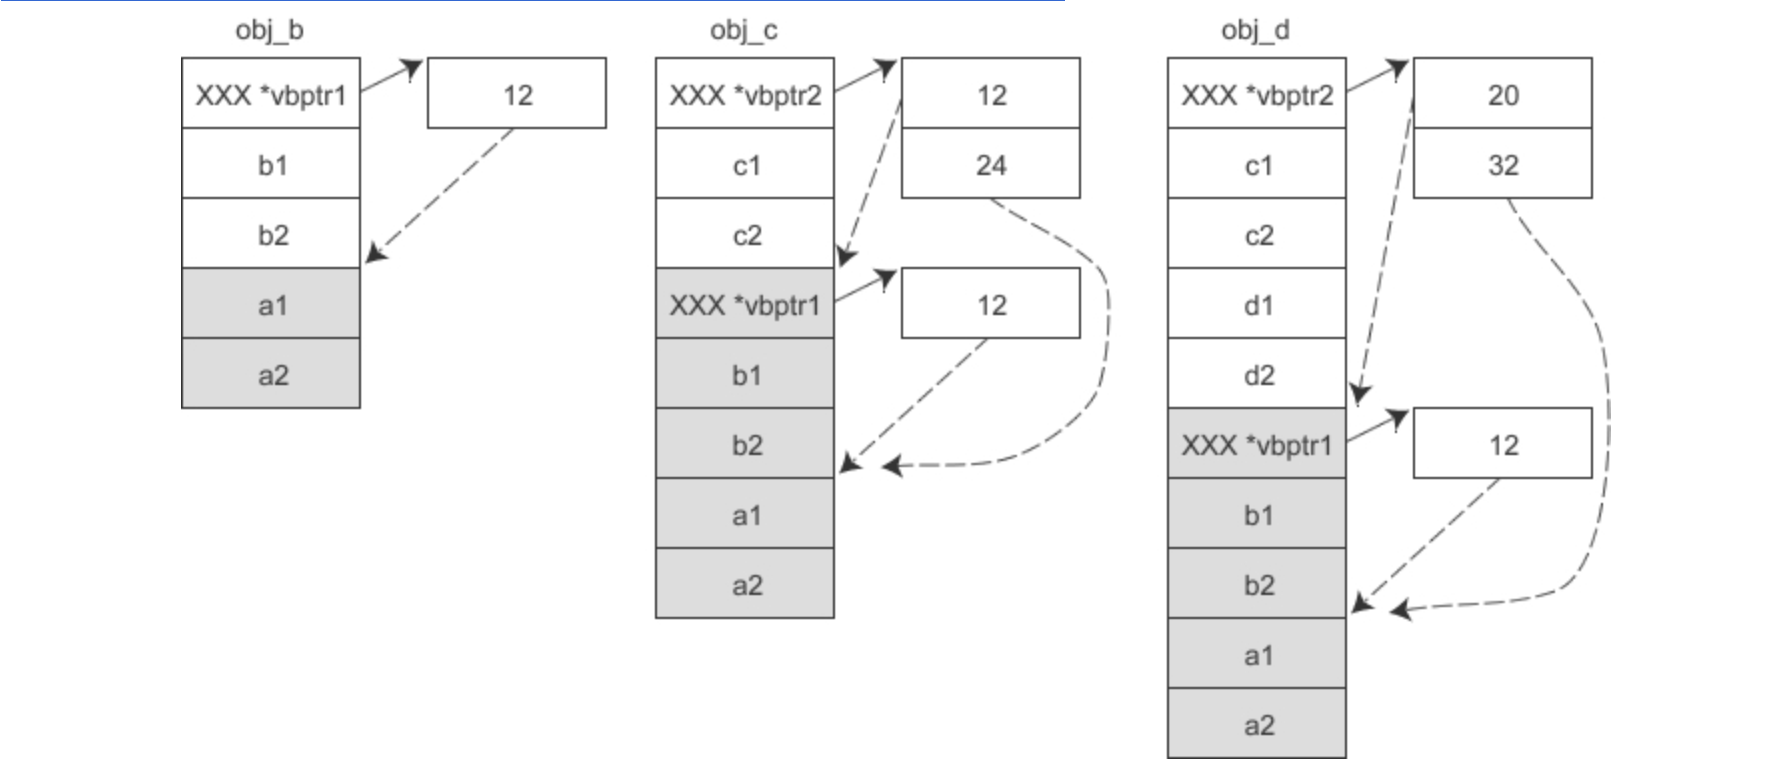 obj_b
XXX *vbptr1
12
b1
b2
a1
a2
obj_c
XXX *vbptr2
12
c1
24
c2
XXX *vbptr1
12
b1
b2
a1
a2
obj_d
XXX *vbptr2
20
c1
32
c2
d1
d2
XXX *vbptr1
12
b1
b2
a1
a2